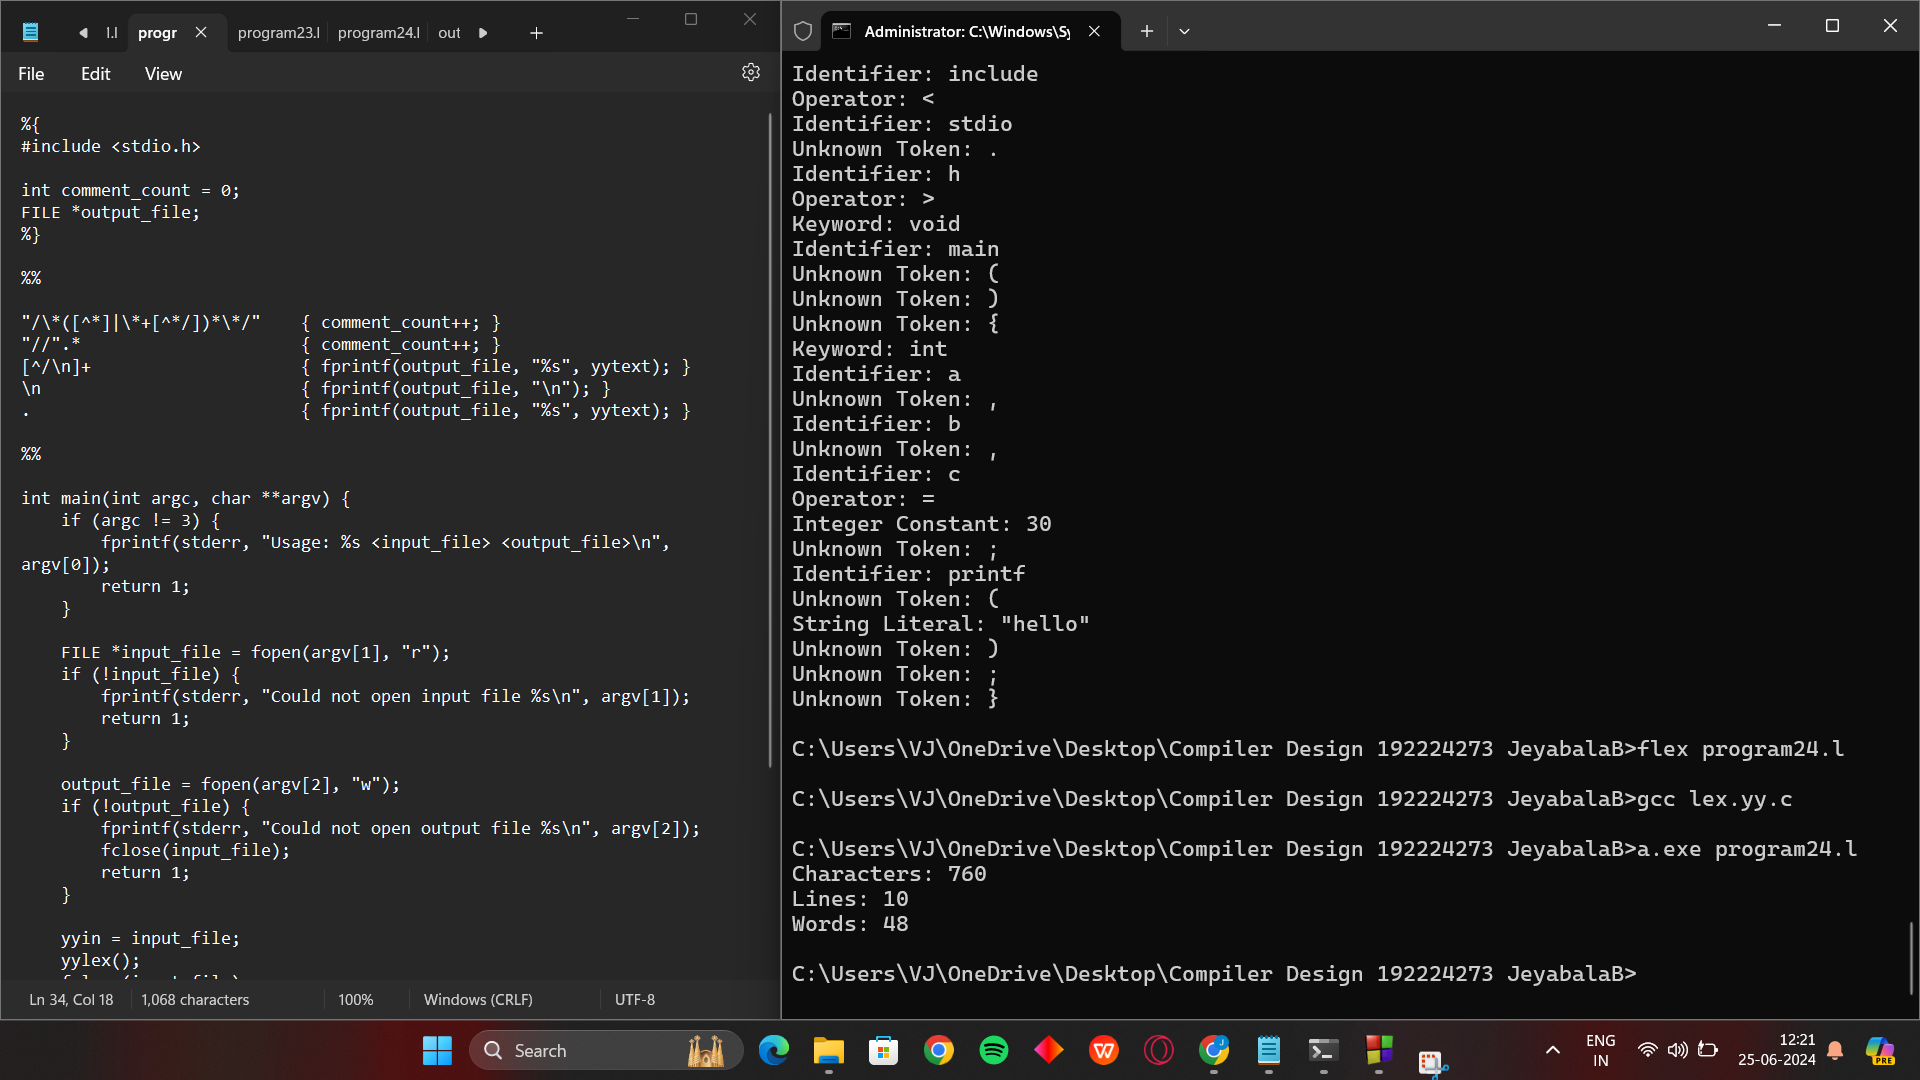 l.l
progr
program23.l
program24.l
out
File
Edit
View
%{
#include <stdio.h>
int comment_count = 0;
FILE *output_file;
%}
%%
"/\*([^*]|\*+[^*/])*\*/"    { comment_count++; }
"//".*                      { comment_count++; }
[^/\n]+                     { fprintf(output_file, "%s", yytext); }
\n                          { fprintf(output_file, "\n"); }
.                           { fprintf(output_file, "%s", yytext); }
%%
int main(int argc, char **argv) {
    if (argc != 3) {
        fprintf(stderr, "Usage: %s <input_file> <output_file>\n",
argv[0]);
        return 1;
    }
    FILE *input_file = fopen(argv[1], "r");
    if (!input_file) {
        fprintf(stderr, "Could not open input file %s\n", argv[1]);
        return 1;
    }
    output_file = fopen(argv[2], "w");
    if (!output_file) {
        fprintf(stderr, "Could not open output file %s\n", argv[2]);
        fclose(input_file);
        return 1;
    }
    yyin = input_file;
    yylex();
Ln 34, Col 18
1,068 characters
100%
Windows (CRLF)
UTF-8
Administrator: C:\Windows\Sy
Identifier: include
Operator: <
Identifier: stdio
Unknown Token: .
Identifier: h
Operator: >
Keyword: void
Identifier: main
Unknown Token: (
Unknown Token: )
Unknown Token: {
Keyword: int
Identifier: a
Unknown Token: ,
Identifier: b
Unknown Token: ,
Identifier: c
Operator: =
Integer Constant: 30
Unknown Token: ;
Identifier: printf
Unknown Token: (
String Literal: "hello"
Unknown Token: )
Unknown Token: ;
Unknown Token: }
C:\Users\VJ\OneDrive\Desktop\Compiler Design 192224273 JeyabalaB>flex program24.l
C:\Users\VJ\OneDrive\Desktop\Compiler Design 192224273 JeyabalaB>gcc lex.yy.c
C:\Users\VJ\OneDrive\Desktop\Compiler Design 192224273 JeyabalaB>a.exe program24.l
Characters: 760
Lines: 10
Words: 48
C:\Users\VJ\OneDrive\Desktop\Compiler Design 192224273 JeyabalaB>
Search
ENG
IN
12:21
25-06-2024
PRE